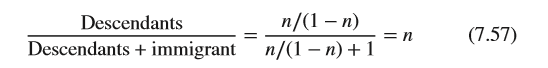 Descendants / Descendants + immigrant = n/(1 − n) / n/(1 − n) + 1 = n (7.57)